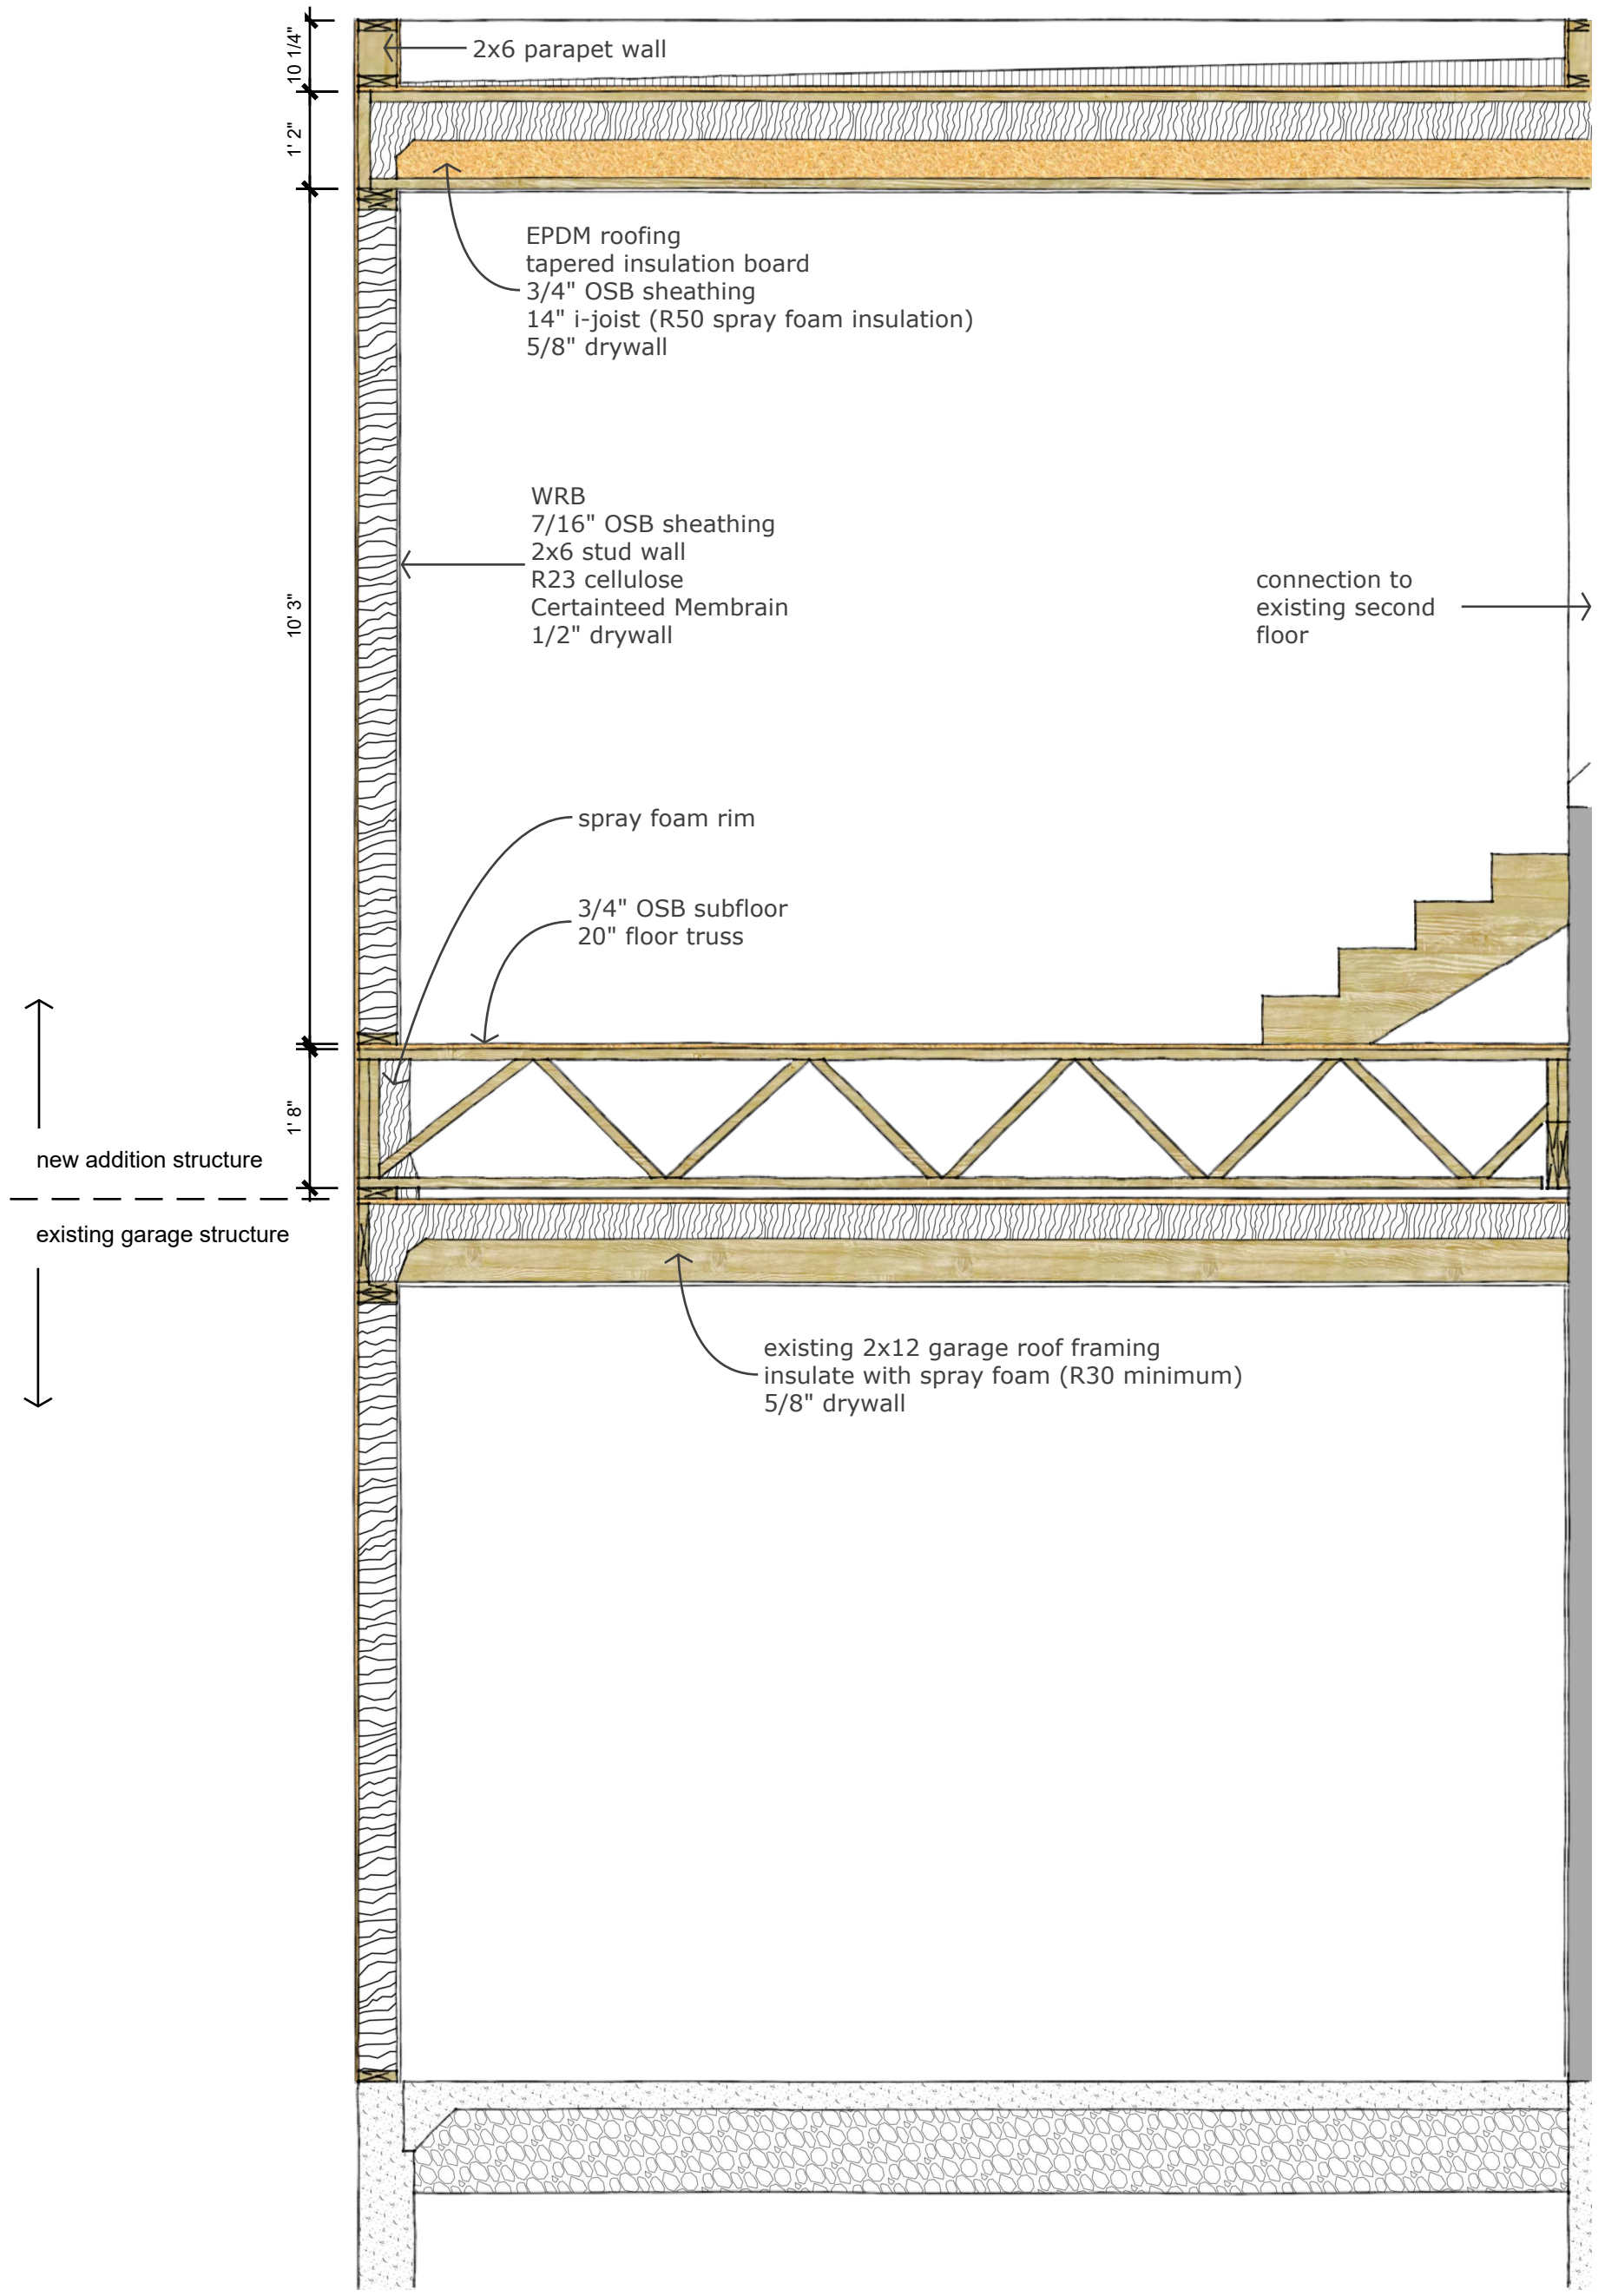 10 1/4"
2x6 parapet wall
1' 2"
EPDM roofing
tapered insulation board
3/4" OSB sheathing
14" i-joist (R50 spray foam insulation)
5/8" drywall
10' 3"
WRB
7/16" OSB sheathing
2x6 stud wall
R23 cellulose
Certainteed Membrain
1/2" drywall
connection to
existing second
floor
spray foam rim
3/4" OSB subfloor
20" floor truss
1' 8"
new addition structure
existing garage structure
existing 2x12 garage roof framing
insulate with spray foam (R30 minimum)
5/8" drywall